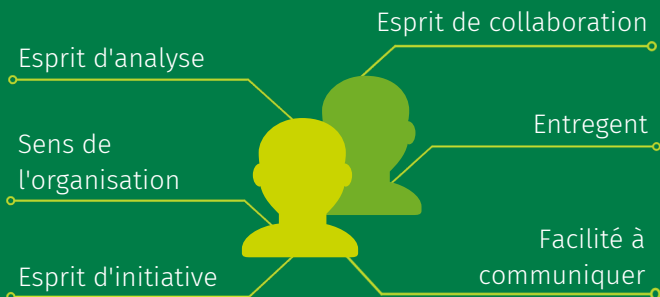 Esprit de collaboration
Esprit d'analyse
Entregent
Sens de
l'organisation
Facilité à
communiquer
Esprit d'initiative